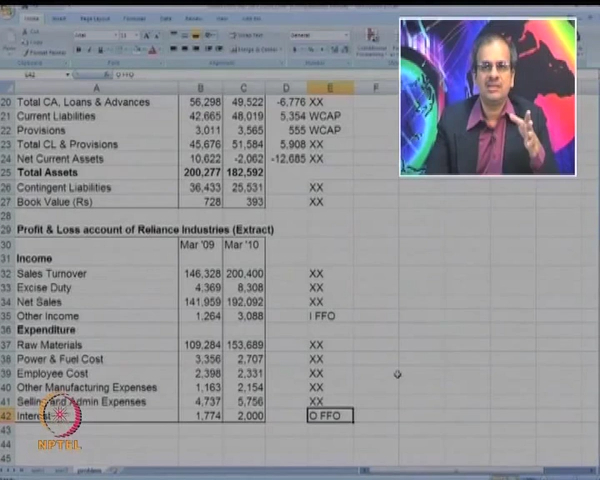 Home Insert Page Layout
E42 O FFO
A B C D E F
20 Total CA, Loans & Advances 56,298 49,522 -6,776 XX
21 Current Liabilities 42,665 48,019 5,354 WCAP
22 Provisions 3,011 3,565 555 WCAP
23 Total CL & Provisions 45,676 51,584 5,908 XX
24 Net Current Assets 10,622 -2,062 -12,685 XX
25 Total Assets 200,277 182,592
26 Contingent Liabilities 36,433 25,531 XX
27 Book Value (Rs) 728 393 XX
28
29 Profit & Loss account of Reliance Industries (Extract)
30 Mar '09 Mar '10
31 Income
32 Sales Turnover 146,328 200,400 XX
33 Excise Duty 4,369 8,308 XX
34 Net Sales 141,959 192,092 XX
35 Other Income 1,264 3,088 I FFO
36 Expenditure
37 Raw Materials 109,284 153,689 XX
38 Power & Fuel Cost 3,356 2,707 XX
39 Employee Cost 2,398 2,331 XX
40 Other Manufacturing Expenses 1,163 2,154 XX
41 Selling and Admin Expenses 4,737 5,756 XX
42 Interest 1,774 2,000 O FFO
43
44
45
NPTEL